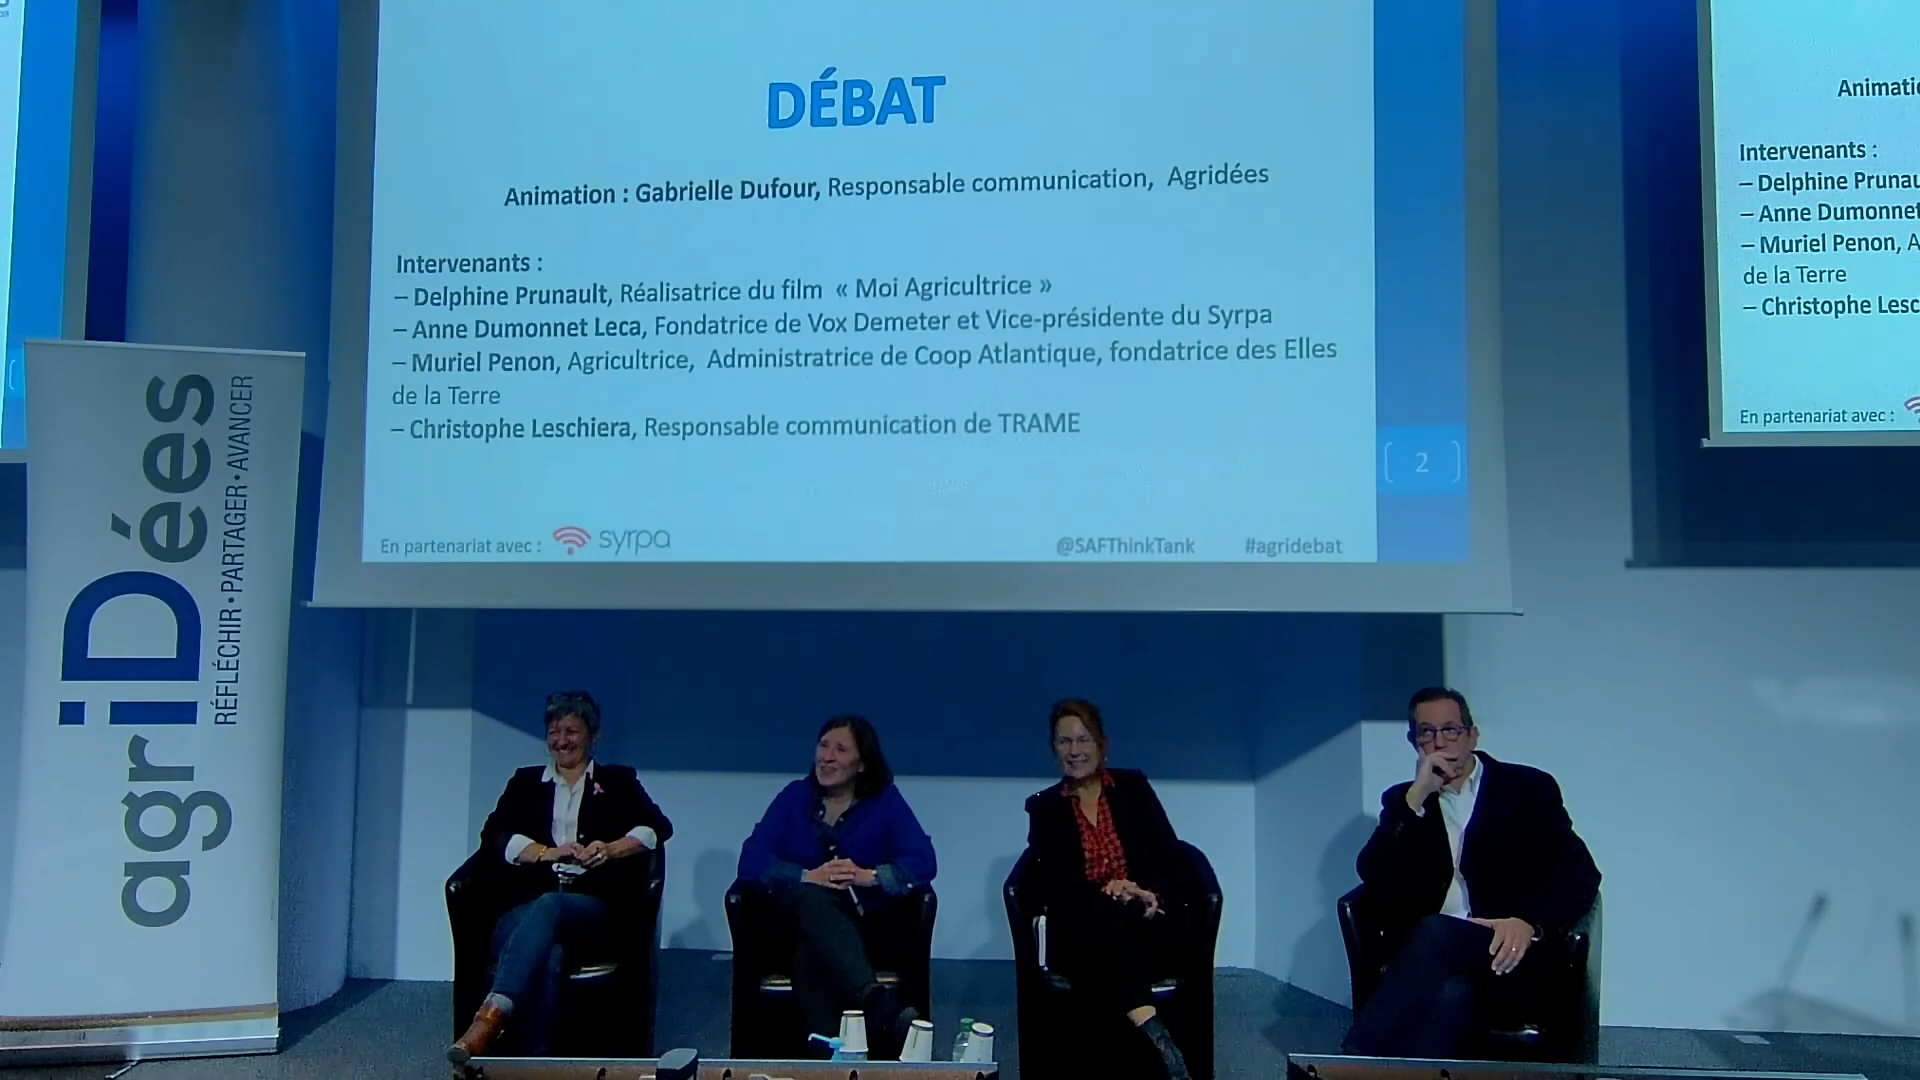 DÉBAT
Animation : Gabrielle Dufour, Responsable communication, Agridées
Intervenants :
– Delphine Prunault, Réalisatrice du film « Moi Agricultrice »
– Anne Dumonnet Leca, Fondatrice de Vox Demeter et Vice-présidente du Syrpa
– Muriel Penon, Agricultrice, Administratrice de Coop Atlantique, fondatrice des Elles
de la Terre
– Christophe Leschiera, Responsable communication de TRAME
2
En partenariat avec : syrpa
@SAFThinkTank #agridebat
agriDées
RÉFLÉCHIR • PARTAGER • AVANCER
Intervenants :
– Delphine
– Anne Dumonnet
– Muriel Penon,
de la Terre
– Christophe
En partenariat avec :